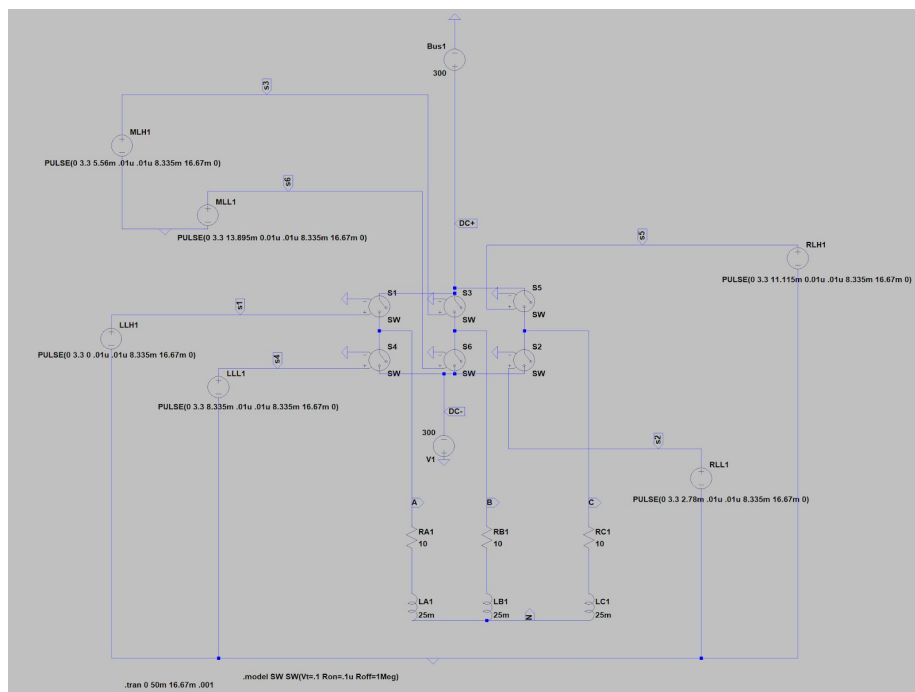 Bus1
300
s3
MLH1
PULSE(0 3.3 5.56m .01u .01u 8.335m 16.67m 0)
s6
MLL1
PULSE(0 3.3 13.895m 0.01u .01u 8.335m 16.67m 0)
DC+
s5
RLH1
PULSE(0 3.3 11.115m 0.01u .01u 8.335m 16.67m 0)
S1
S3
S5
s1
SW
SW
SW
LLH1
PULSE(0 3.3 0 .01u .01u 8.335m 16.67m 0)
S4
S6
S2
s4
SW
SW
SW
LLL1
PULSE(0 3.3 8.335m .01u .01u 8.335m 16.67m 0)
DC-
300
V1
s2
RLL1
PULSE(0 3.3 2.78m .01u .01u 8.335m 16.67m 0)
A
B
C
RA1
10
RB1
10
RC1
10
LA1
25m
LB1
25m
N
LC1
25m
.model SW SW(Vt=.1 Ron=.1u Roff=1Meg)
.tran 0 50m 16.67m .001